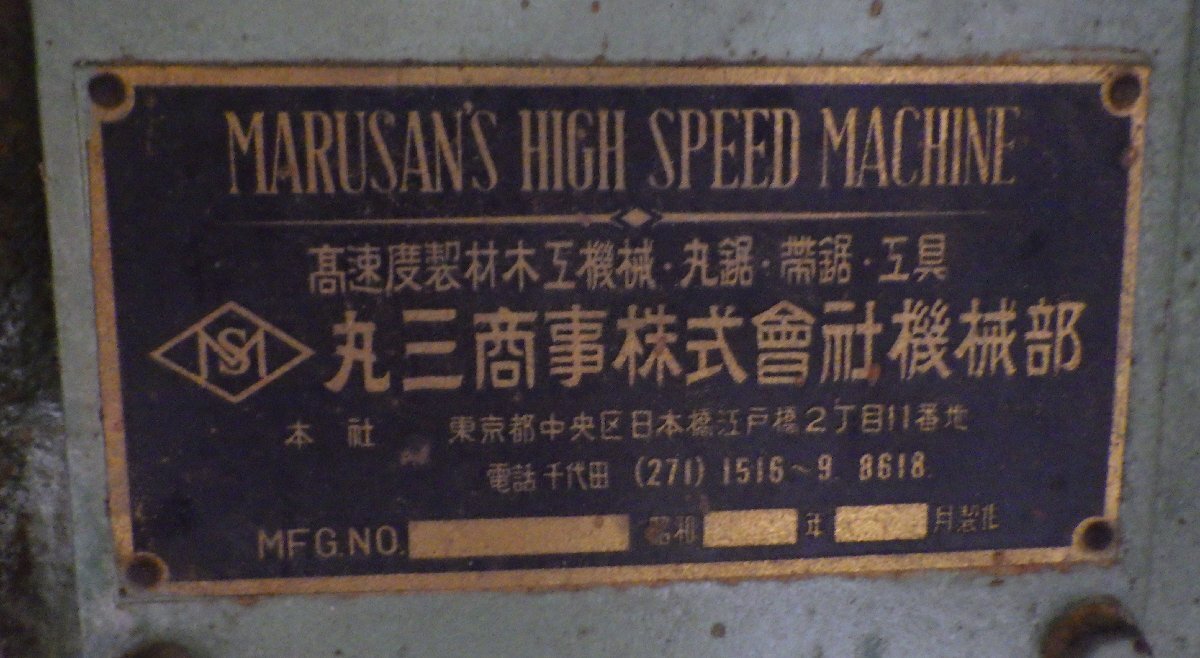 MARUSAN'S HIGH SPEED MACHINE
高速度製材木工機械・丸鋸・帶鋸・工具
SM
丸三商事株式會社機械部
本社 東京都中央区日本橋江戸橋2丁目11番地
電話千代田 (271) 1516~9. 8618.
MFG.NO. 昭和 年 月製作